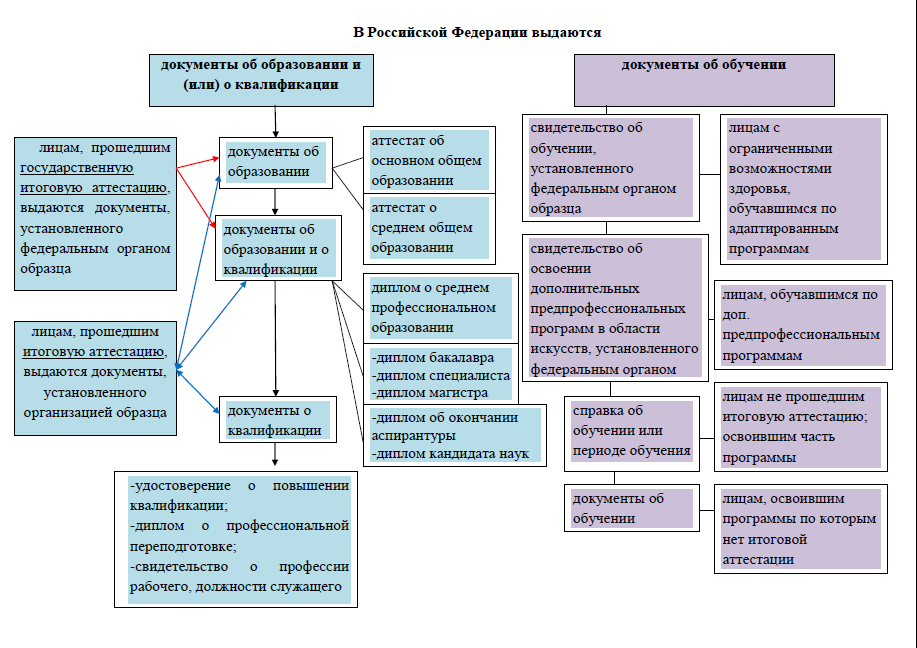 В Российской Федерации выдаются
документы об образовании и
(или) о квалификации
лицам, прошедшим
государственную
итоговую аттестацию,
выдаются документы,
установленного
федеральным органом
образца
лицам, прошедшим
итоговую аттестацию,
выдаются документы,
установленного
организацией образца
документы об
образовании
документы об
образовании и о
квалификации
документы о
квалификации
-удостоверение о повышении
квалификации;
-диплом о профессиональной
переподготовке;
-свидетельство о профессии
рабочего, должности служащего
аттестат об
основном общем
образовании
аттестат о
среднем общем
образовании
диплом о среднем
профессиональном
образовании
-диплом бакалавра
-диплом специалиста
-диплом магистра
-диплом об окончании
аспирантуры
-диплом кандидата наук
документы об обучении
свидетельство об
обучении,
установленного
федеральным органом
образца
лицам с
ограниченными
возможностями
здоровья,
обучавшимся по
адаптированным
программам
свидетельство об
освоении
дополнительных
предпрофессиональных
программ в области
искусств, установленного
федеральным органом
лицам, обучавшимся по
доп.
предпрофессиональным
программам
справка об
обучении или
периоде обучения
лицам не прошедшим
итоговую аттестацию;
освоившим часть
программы
документы об
обучении
лицам, освоившим
программы по которым
нет итоговой
аттестации